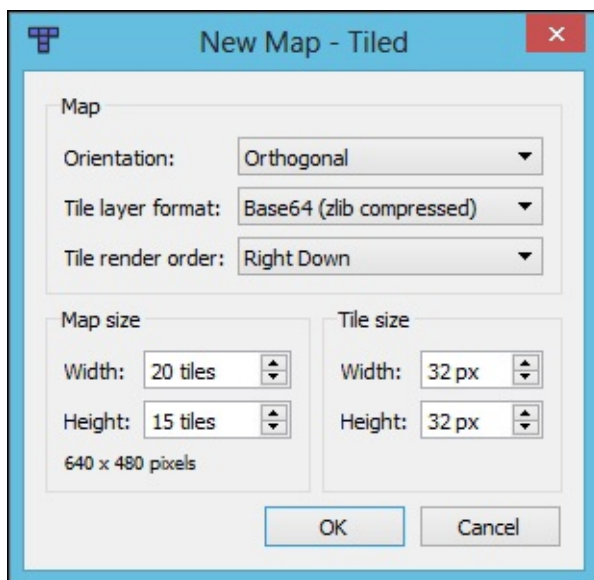 New Map - Tiled
Map
Orientation: Orthogonal
Tile layer format: Base64 (zlib compressed)
Tile render order: Right Down
Map size
Width: 20 tiles
Height: 15 tiles
640 x 480 pixels
Tile size
Width: 32 px
Height: 32 px
OK Cancel